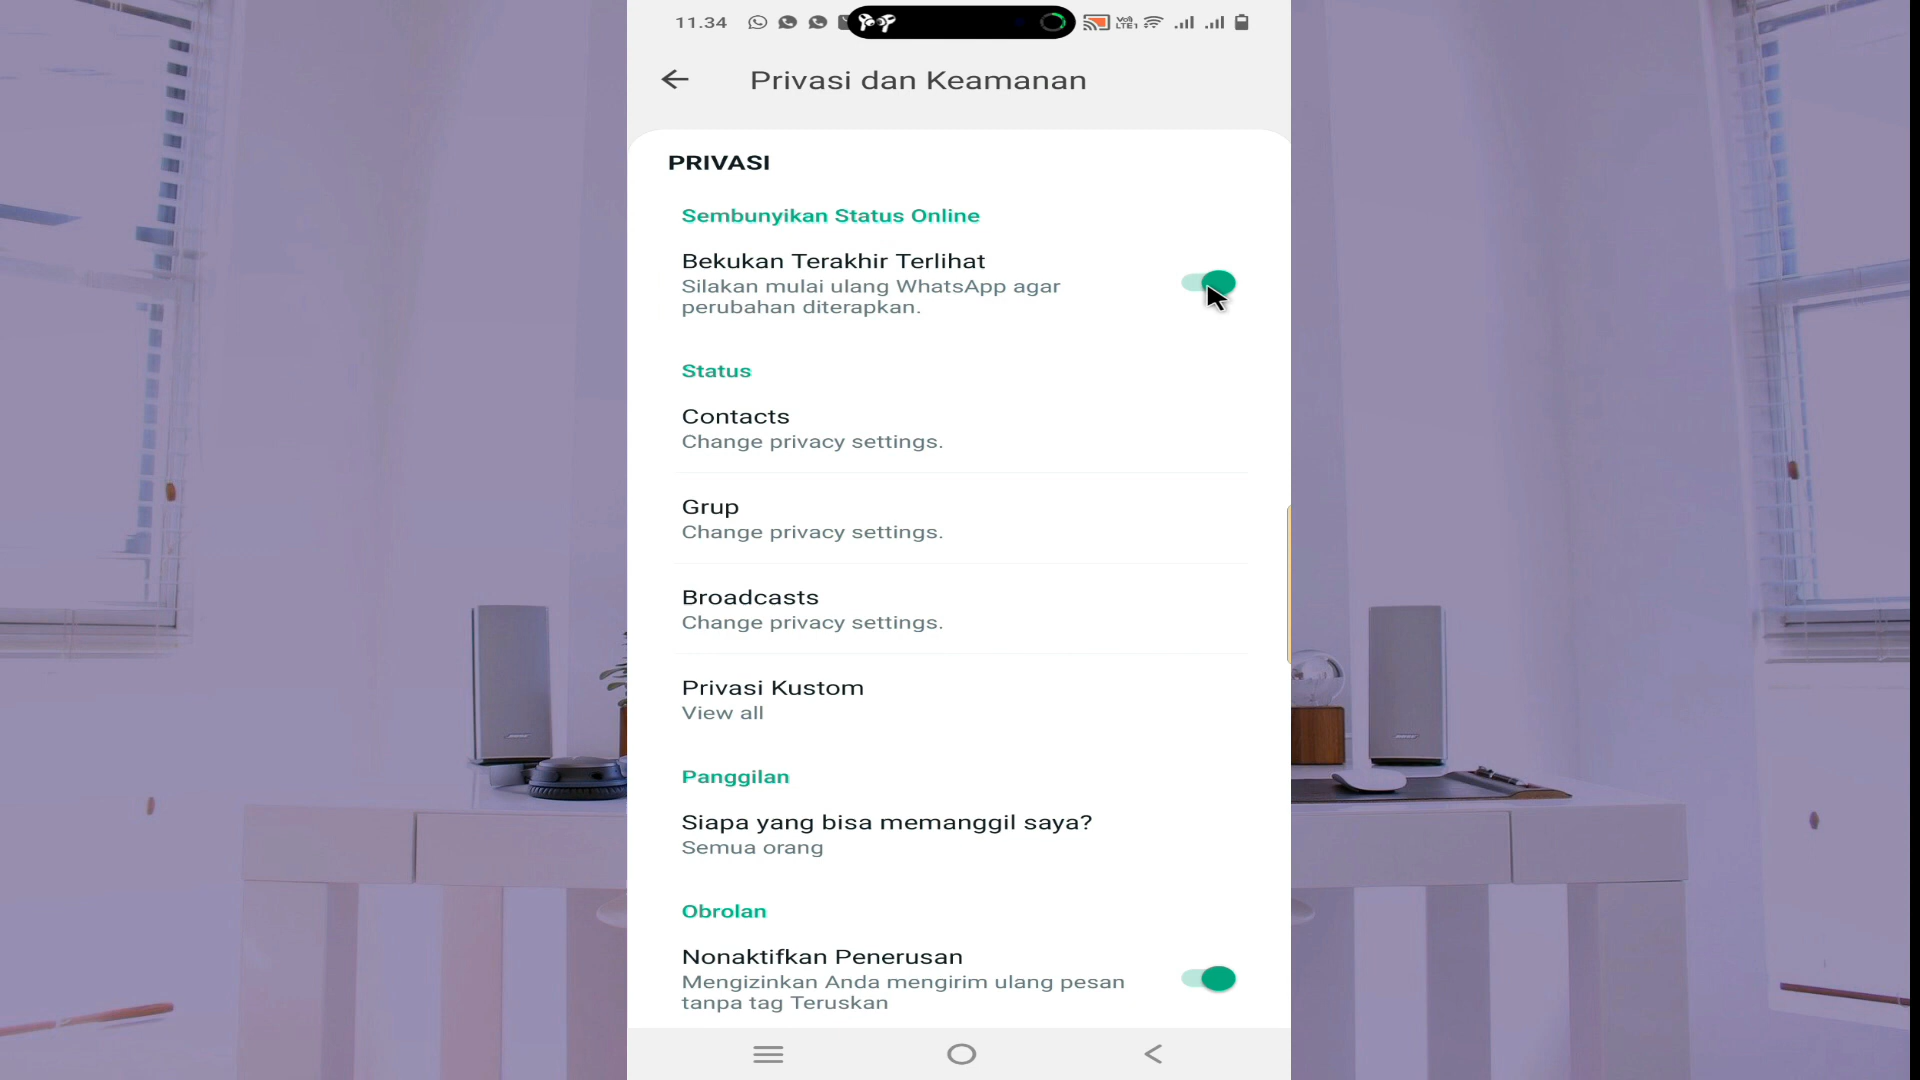 11.34
Privasi dan Keamanan
PRIVASI
Sembunyikan Status Online
Bekukan Terakhir Terlihat
Silakan mulai ulang WhatsApp agar
perubahan diterapkan.
Status
Contacts
Change privacy settings.
Grup
Change privacy settings.
Broadcasts
Change privacy settings.
Privasi Kustom
View all
Panggilan
Siapa yang bisa memanggil saya?
Semua orang
Obrolan
Nonaktifkan Penerusan
Mengizinkan Anda mengirim ulang pesan
tanpa tag Teruskan